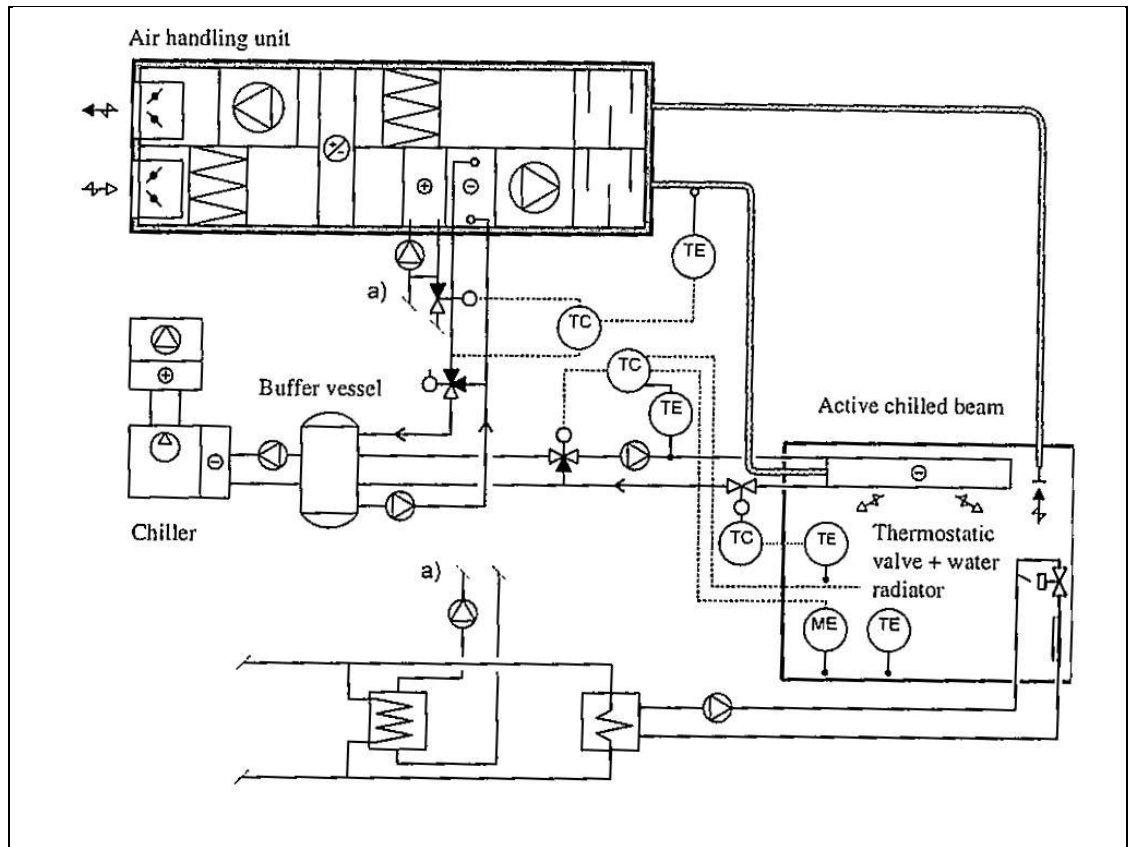 Air handling unit
TE
a)
TC
TC
Buffer vessel
TE
Active chilled beam
Chiller
TC
TE
Thermostatic
valve + water
radiator
a)
ME
TE